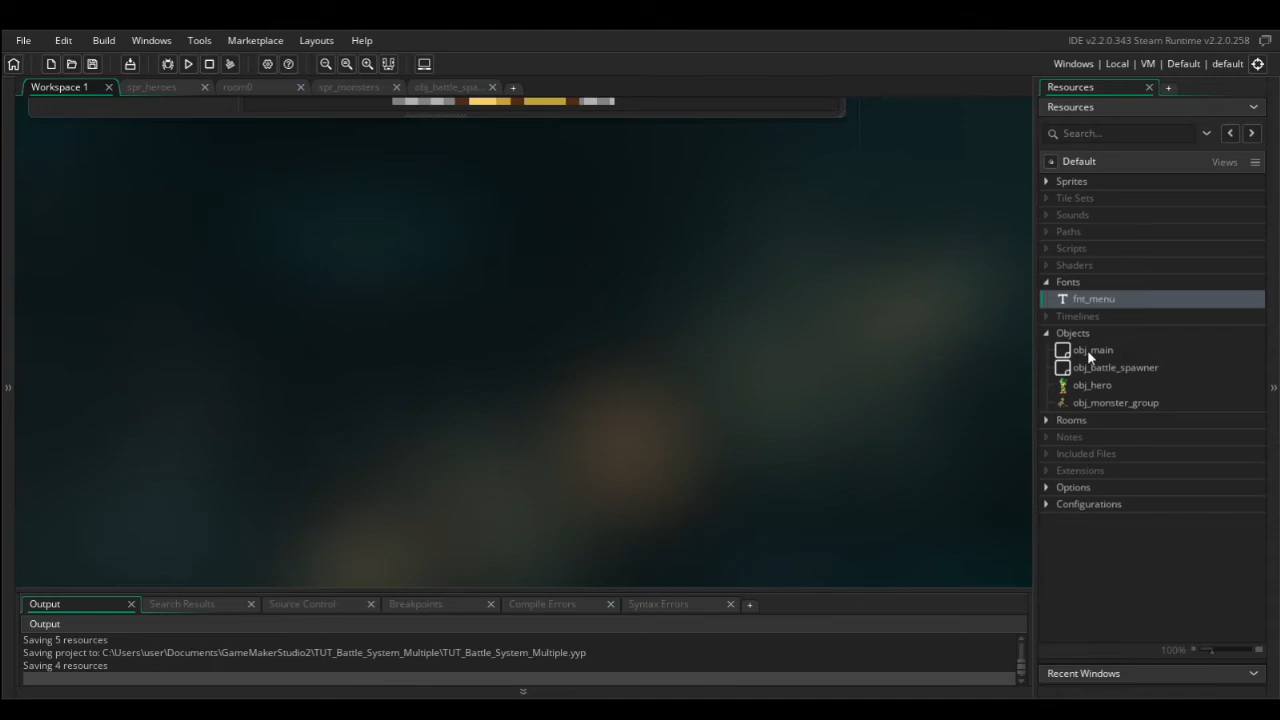 File Edit Build Windows Tools Marketplace Layouts Help IDE v2.2.0.343 Steam Runtime v2.2.0.258
Windows | Local | VM | Default | default
Workspace 1 spr_heroes room0 spr_monsters obj_battle_spa... Resources
Resources
Search...
Default Views
Sprites
Tile Sets
Sounds
Paths
Scripts
Shaders
Fonts
fnt_menu
Timelines
Objects
obj_main
obj_battle_spawner
obj_hero
obj_monster_group
Rooms
Notes
Included Files
Extensions
Options
Configurations
Output Search Results Source Control Breakpoints Compile Errors Syntax Errors
Output
Saving 5 resources
Saving project to: C:\Users\user\Documents\GameMakerStudio2\TUT_Battle_System_Multiple\TUT_Battle_System_Multiple.yyp
Saving 4 resources
100%
Recent Windows